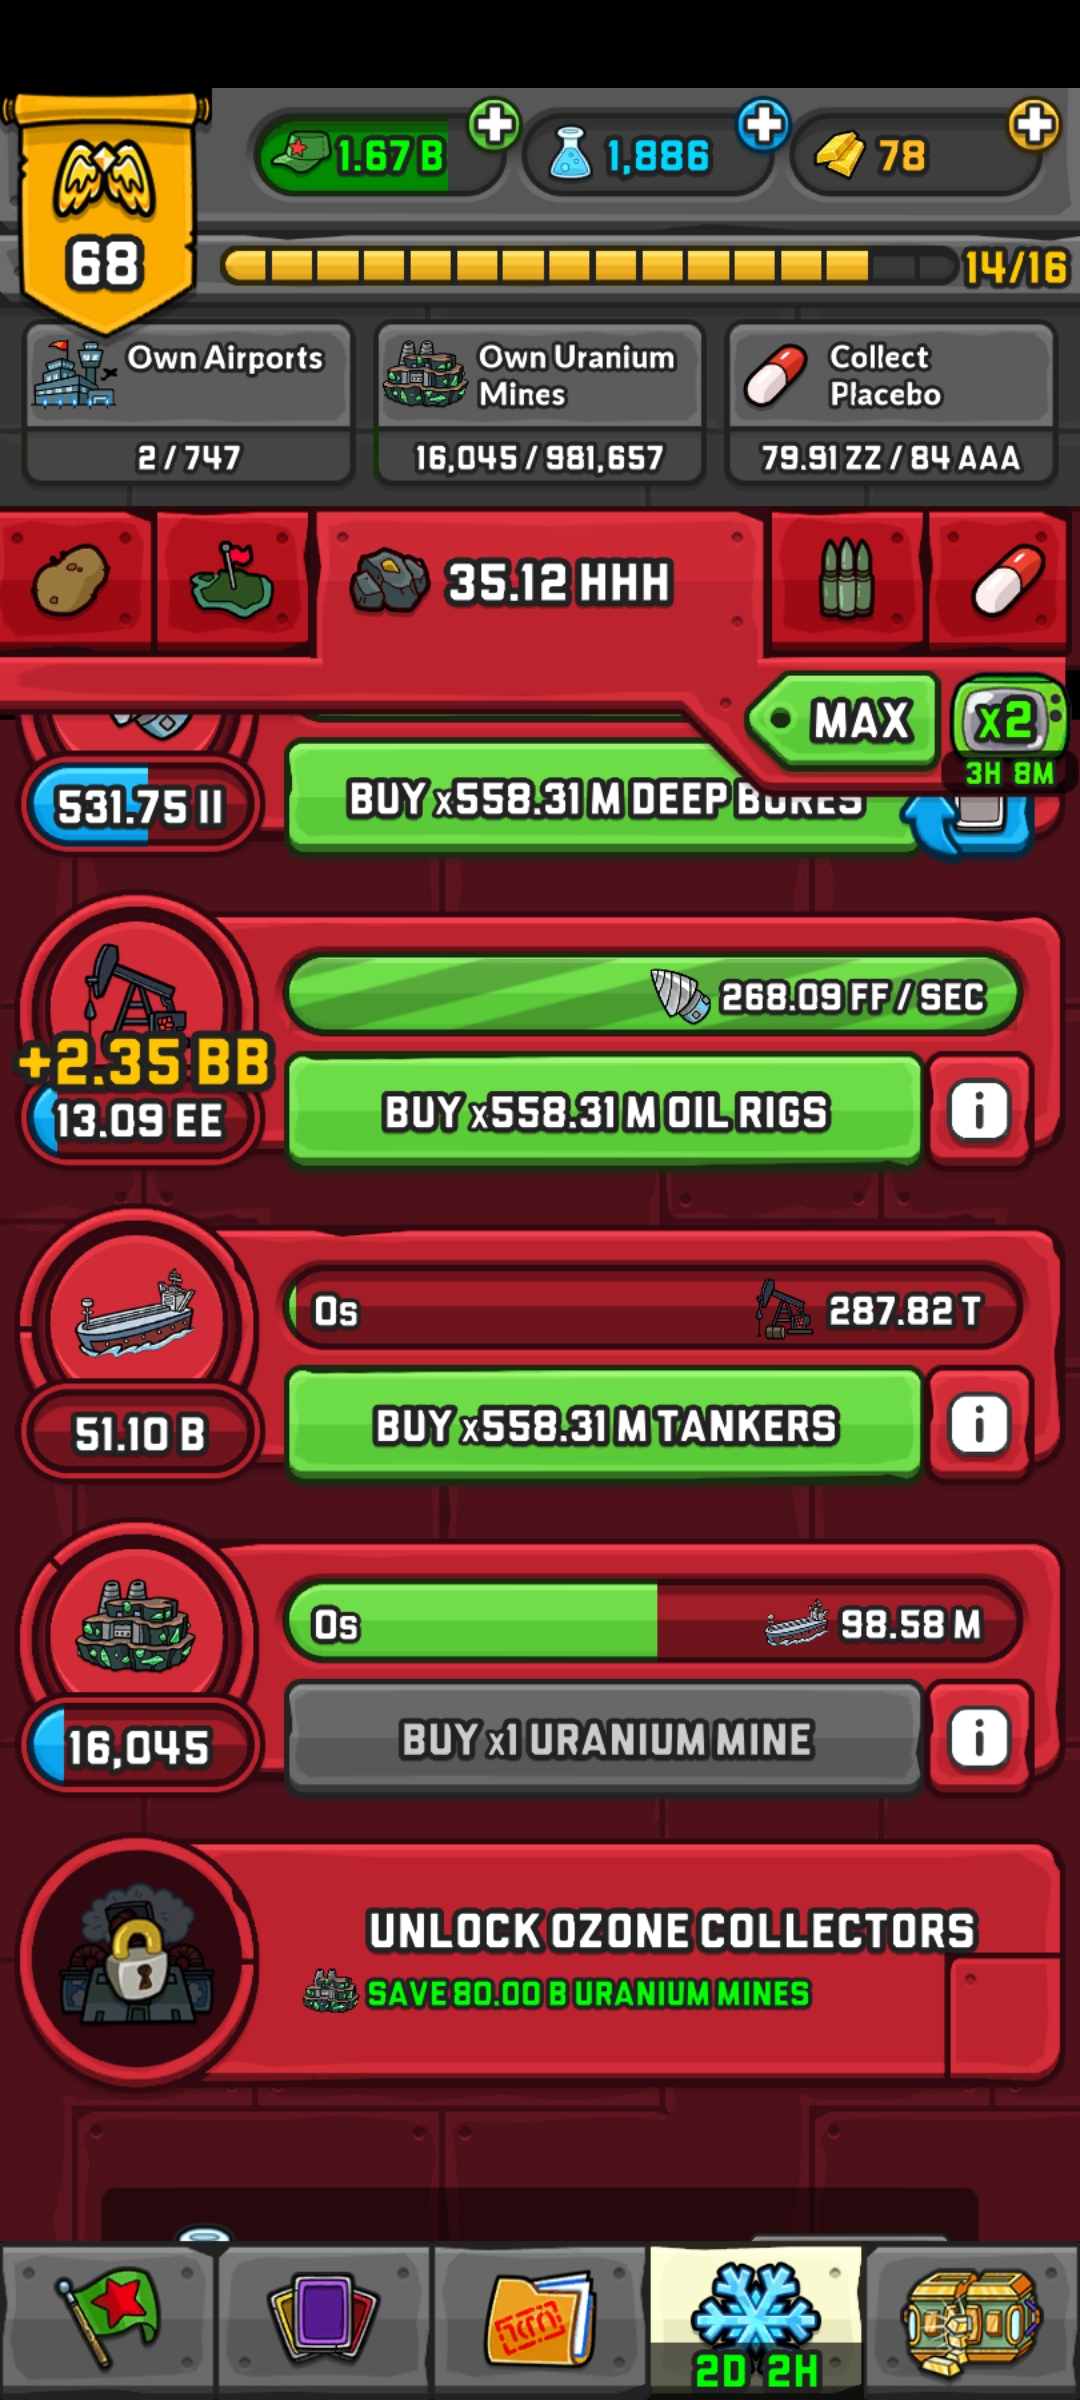 1.67 B
1,886
78
68
14/16
Own Airports
2 / 747
Own Uranium
Mines
16,045 / 981,657
Collect
Placebo
79.91 ZZ / 84 AAA
35.12 HHH
MAX
x2
3H 8M
531.75 II
BUY x558.31 M DEEP BORES
268.09 FF / SEC
+2.35 BB
13.09 EE
BUY x558.31 M OIL RIGS
i
0s
287.82 T
51.10 B
BUY x558.31 M TANKERS
i
0s
98.58 M
16,045
BUY x1 URANIUM MINE
i
UNLOCK OZONE COLLECTORS
SAVE 80.00 B URANIUM MINES
2D 2H